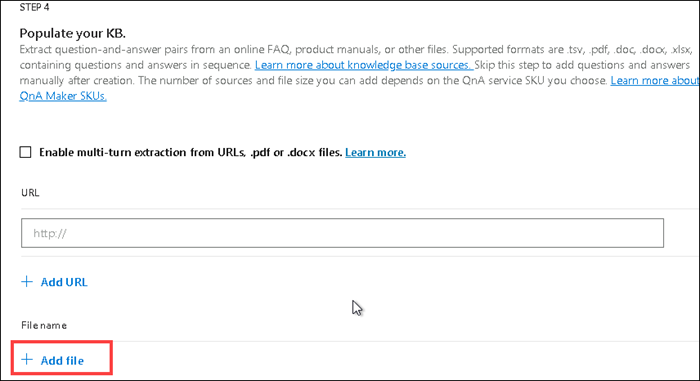 STEP 4
Populate your KB.
Extract question-and-answer pairs from an online FAQ, product manuals, or other files. Supported formats are .tsv, .pdf, .doc, .docx, .xlsx,
containing questions and answers in sequence. Learn more about knowledge base sources. Skip this step to add questions and answers
manually after creation. The number of sources and file size you can add depends on the QnA service SKU you choose. Learn more about
QnA Maker SKUs.
Enable multi-turn extraction from URLs, .pdf or .docx files. Learn more.
URL
http://
+ Add URL
File name
+ Add file